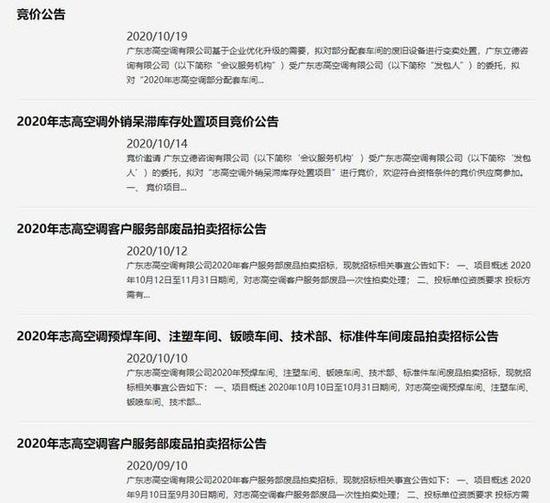 竞价公告
2020/10/19
广东志高空调有限公司基于企业优化升级的需要，拟对部分配套车间的废旧设备进行变卖处置，广东立德咨
询有限公司（以下简称“会议服务机构”）受广东志高空调有限公司（以下简称“发包人”）的委托，拟
对“2020年志高空调部分配套车间...
2020年志高空调外销呆滞库存处置项目竞价公告
2020/10/14
竞价邀请 广东立德咨询有限公司（以下简称‘会议服务机构’）受广东志高空调有限公司（以下简称‘发包
人’）的委托，拟对“志高空调外销呆滞库存处置项目”进行竞价，欢迎符合资格条件的竞价供应商参加。
一、 竞价项目...
2020年志高空调客户服务部废品拍卖招标公告
2020/10/12
广东志高空调有限公司2020年客户服务部废品拍卖招标，现就招标相关事宜公告如下： 一、项目概述 2020
年10月12日至11月31日期间，对志高空调客户服务部废品一次性拍卖处理； 二、投标单位资质要求 投标方
需有...
2020年志高空调预焊车间、注塑车间、钣喷车间、技术部、标准件车间废品拍卖招标公告
2020/10/10
广东志高空调有限公司2020年预焊车间、注塑车间、钣喷车间、技术部、标准件车间废品拍卖招标，现就招
标相关事宜公告如下： 一、项目概述 2020年10月10日至10月31日期间，对志高空调预焊车间、注塑车间、
钣喷车间、技术部...
2020年志高空调客户服务部废品拍卖招标公告
2020/09/10
广东志高空调有限公司2020年客户服务部废品拍卖招标，现就招标相关事宜公告如下： 一、项目概述 2020
年9月10日至9月30日期间，对志高空调客户服务部废品一次性拍卖处理； 二、投标单位资质要求 投标方需